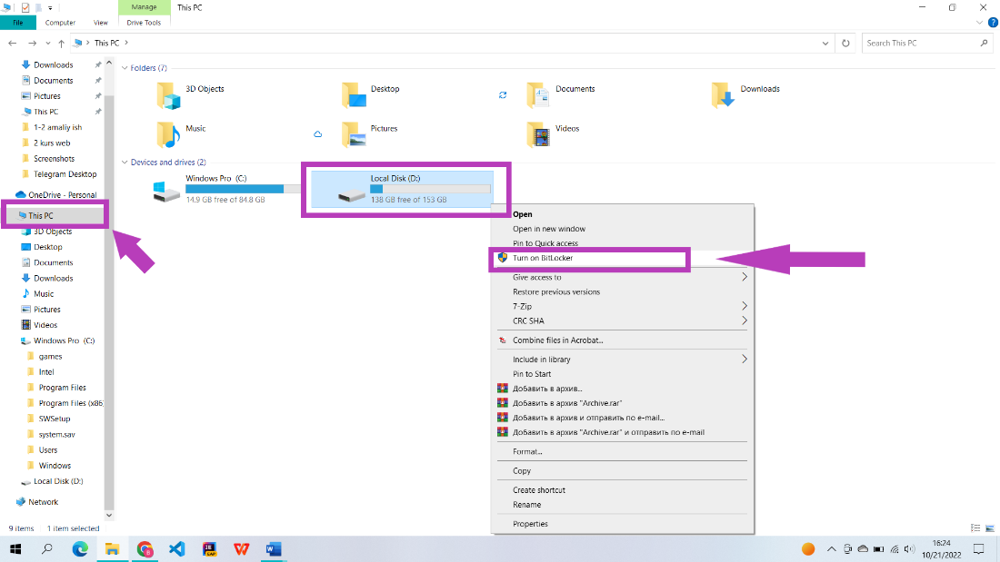 Manage
This PC
File
Computer
View
Drive Tools
This PC
Search This PC
Downloads
Documents
Pictures
This PC
1-2 amaliy ish
2 kurs web
Screenshots
Telegram Desktop
OneDrive - Personal
This PC
3D Objects
Desktop
Documents
Downloads
Music
Pictures
Videos
Windows Pro (C:)
games
Intel
Program Files
Program Files (x86)
SWSetup
system.sav
Users
Windows
Local Disk (D:)
Network
Folders (7)
3D Objects
Desktop
Documents
Downloads
Music
Pictures
Videos
Devices and drives (2)
Windows Pro (C:)
14.9 GB free of 84.8 GB
Local Disk (D:)
138 GB free of 153 GB
Open
Open in new window
Pin to Quick access
Turn on BitLocker
Give access to
Restore previous versions
7-Zip
CRC SHA
Combine files in Acrobat...
Include in library
Pin to Start
Добавить в архив...
Добавить в архив "Archive.rar"
Добавить в архив и отправить по e-mail...
Добавить в архив "Archive.rar" и отправить по e-mail
Format...
Copy
Create shortcut
Rename
Properties
9 items
1 item selected
16:24
10/21/2022